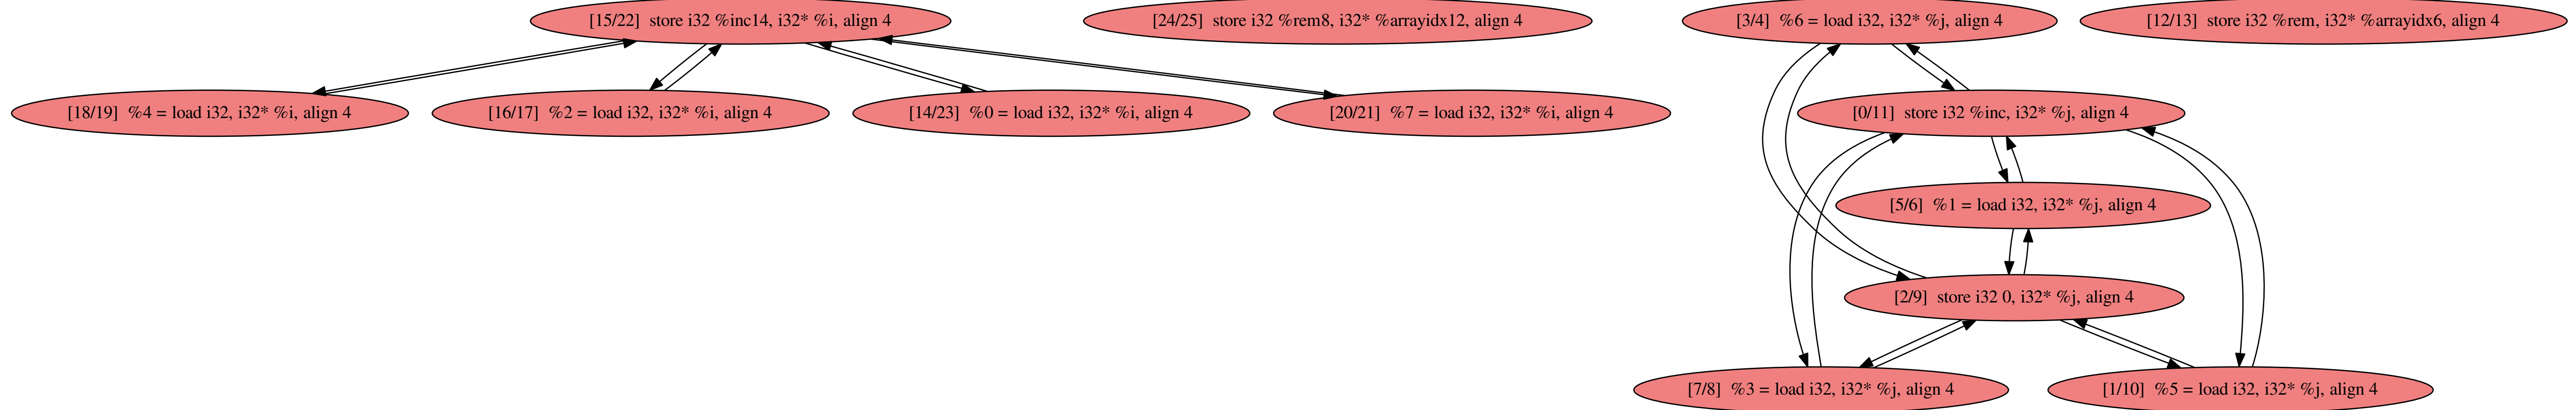 [15/22]  store i32 %inc14, i32* %i, align 4
[24/25]  store i32 %rem8, i32* %arrayidx12, align 4
[3/4]  %6 = load i32, i32* %j, align 4
[12/13]  store i32 %rem, i32* %arrayidx6, align 4
[18/19]  %4 = load i32, i32* %i, align 4
[16/17]  %2 = load i32, i32* %i, align 4
[14/23]  %0 = load i32, i32* %i, align 4
[20/21]  %7 = load i32, i32* %i, align 4
[0/11]  store i32 %inc, i32* %j, align 4
[5/6]  %1 = load i32, i32* %j, align 4
[2/9]  store i32 0, i32* %j, align 4
[7/8]  %3 = load i32, i32* %j, align 4
[1/10]  %5 = load i32, i32* %j, align 4